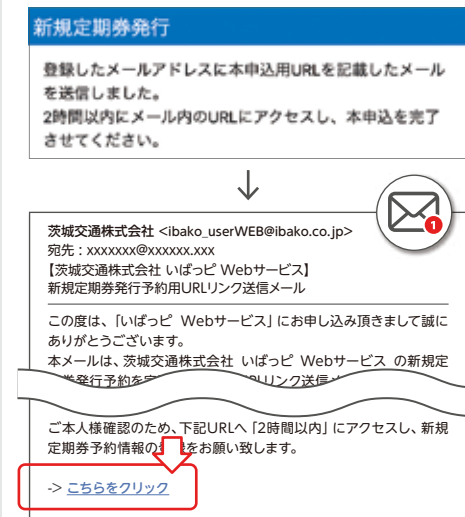 新規定期券発行
登録したメールアドレスに本申込用URLを記載したメール
を送信しました。
2時間以内にメール内のURLにアクセスし、本申込を完了
させてください。
1
茨城交通株式会社 <ibako_userWEB@ibako.co.jp>
宛先：xxxxxxx@xxxxxx.xxx
【茨城交通株式会社 いばっピ Webサービス】
新規定期券発行予約用URLリンク送信メール
この度は、「いばっピ Webサービス」にお申し込み頂きまして誠に
ありがとうございます。
本メールは、茨城交通株式会社 いばっピ Webサービス の新規定
券発行予約を
リンク送信
ご本人様確認のため、下記URLへ「2時間以内」にアクセスし、新規
定期券予約情報の をお願い致します。
-> こちらをクリック